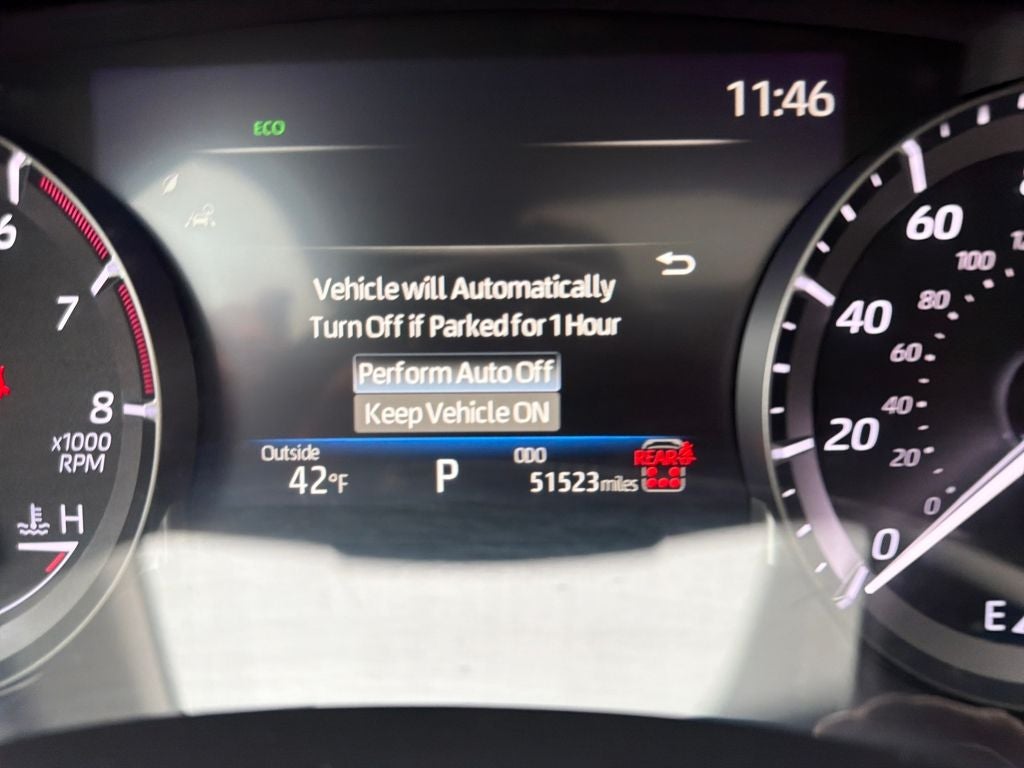 11:46
ECO
Vehicle will Automatically
Turn Off if Parked for 1 Hour
Perform Auto Off
Keep Vehicle ON
Outside
42°F
P
ODO
51523 miles
REAR
6
7
8
x1000
RPM
H
60
40
20
0
100
80
60
40
20
0
E